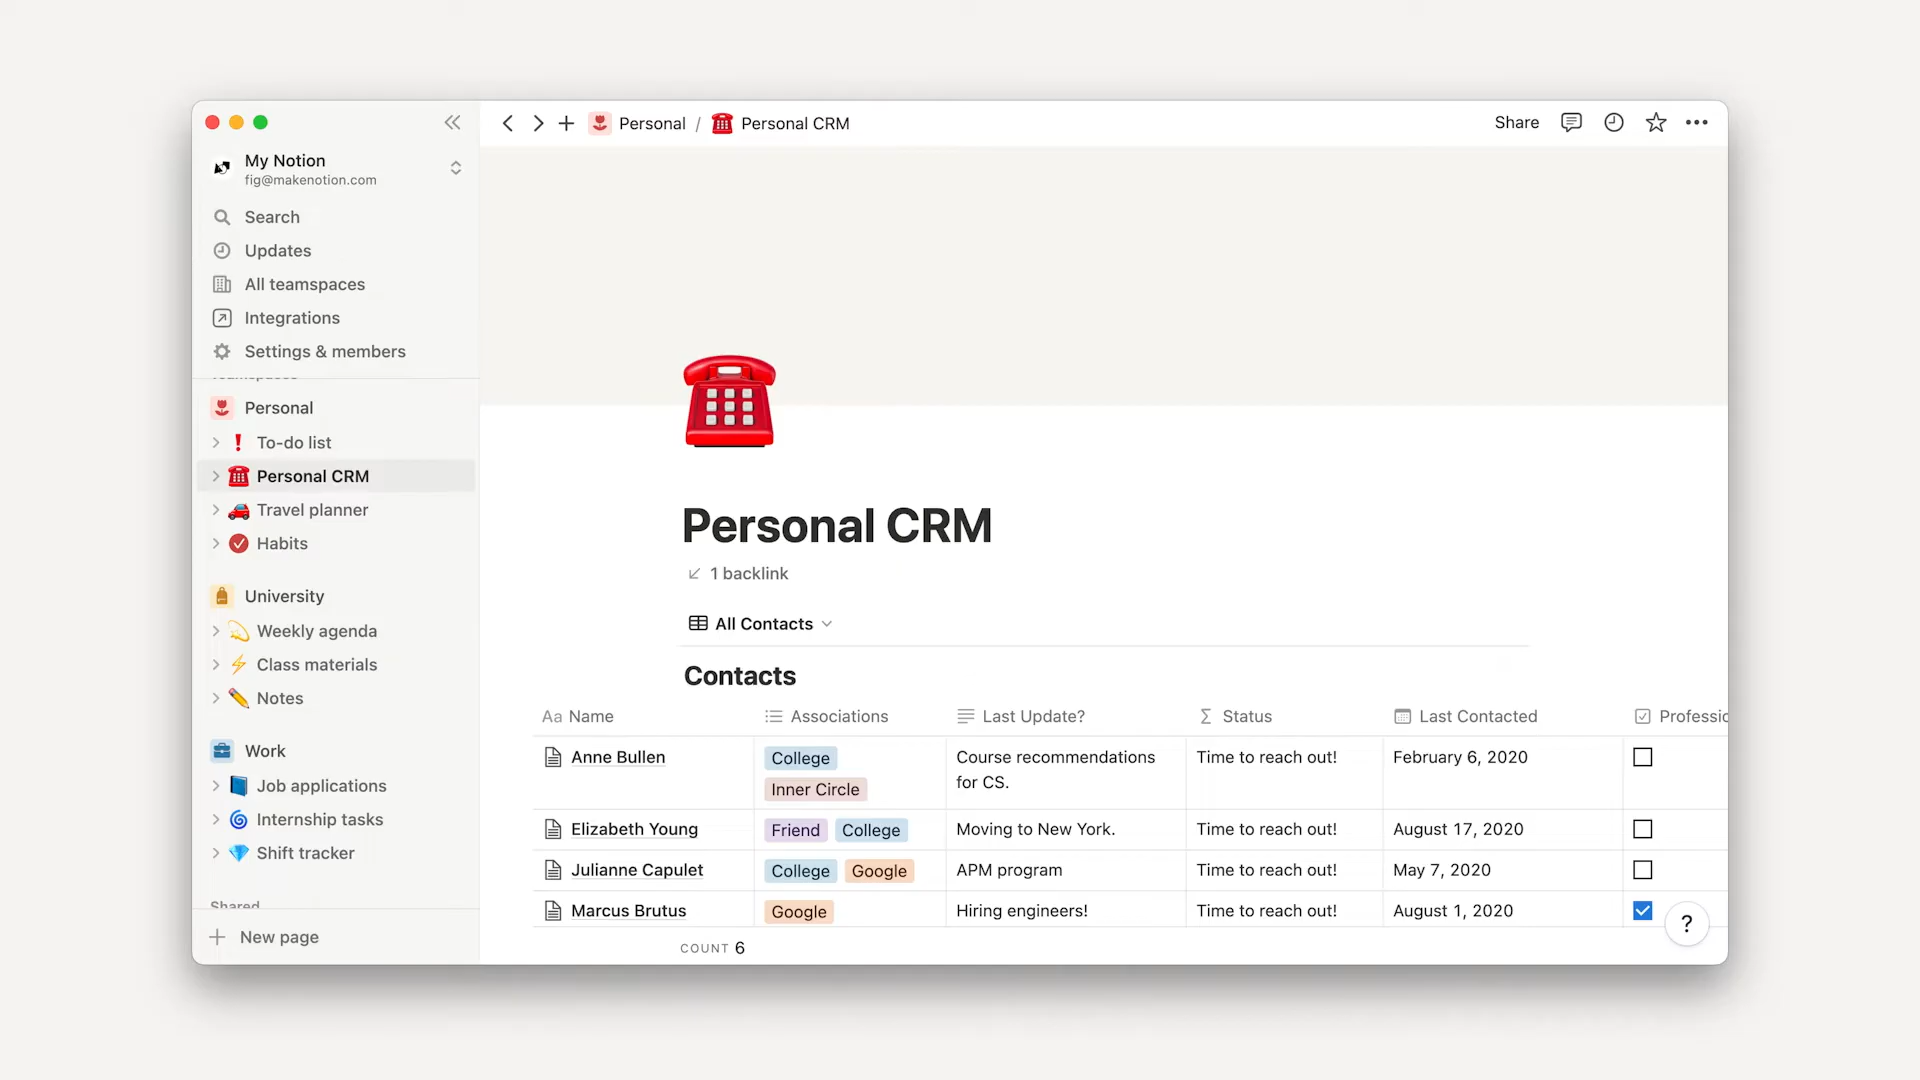 Personal / Personal CRM
Share
My Notion
fig@makenotion.com
Search
Updates
All teamspaces
Integrations
Settings & members
Teamspaces
Personal
To-do list
Personal CRM
Travel planner
Habits
University
Weekly agenda
Class materials
Notes
Work
Job applications
Internship tasks
Shift tracker
Shared
New page
Personal CRM
1 backlink
All Contacts
Contacts
Aa Name Associations Last Update? Status Last Contacted Professio
Anne Bullen College Course recommendations Time to reach out! February 6, 2020
Inner Circle for CS.
Elizabeth Young Friend College Moving to New York. Time to reach out! August 17, 2020
Julianne Capulet College Google APM program Time to reach out! May 7, 2020
Marcus Brutus Google Hiring engineers! Time to reach out! August 1, 2020
?
COUNT 6